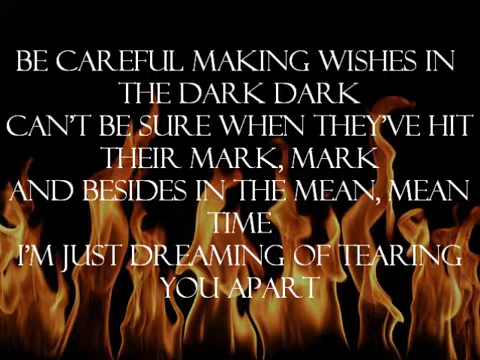 BE CAREFUL MAKING WISHES IN
THE DARK DARK
CAN'T BE SURE WHEN THEY'VE HIT
THEIR MARK, MARK
AND BESIDES IN THE MEAN, MEAN
TIME
I'M JUST DREAMING OF TEARING
YOU APART